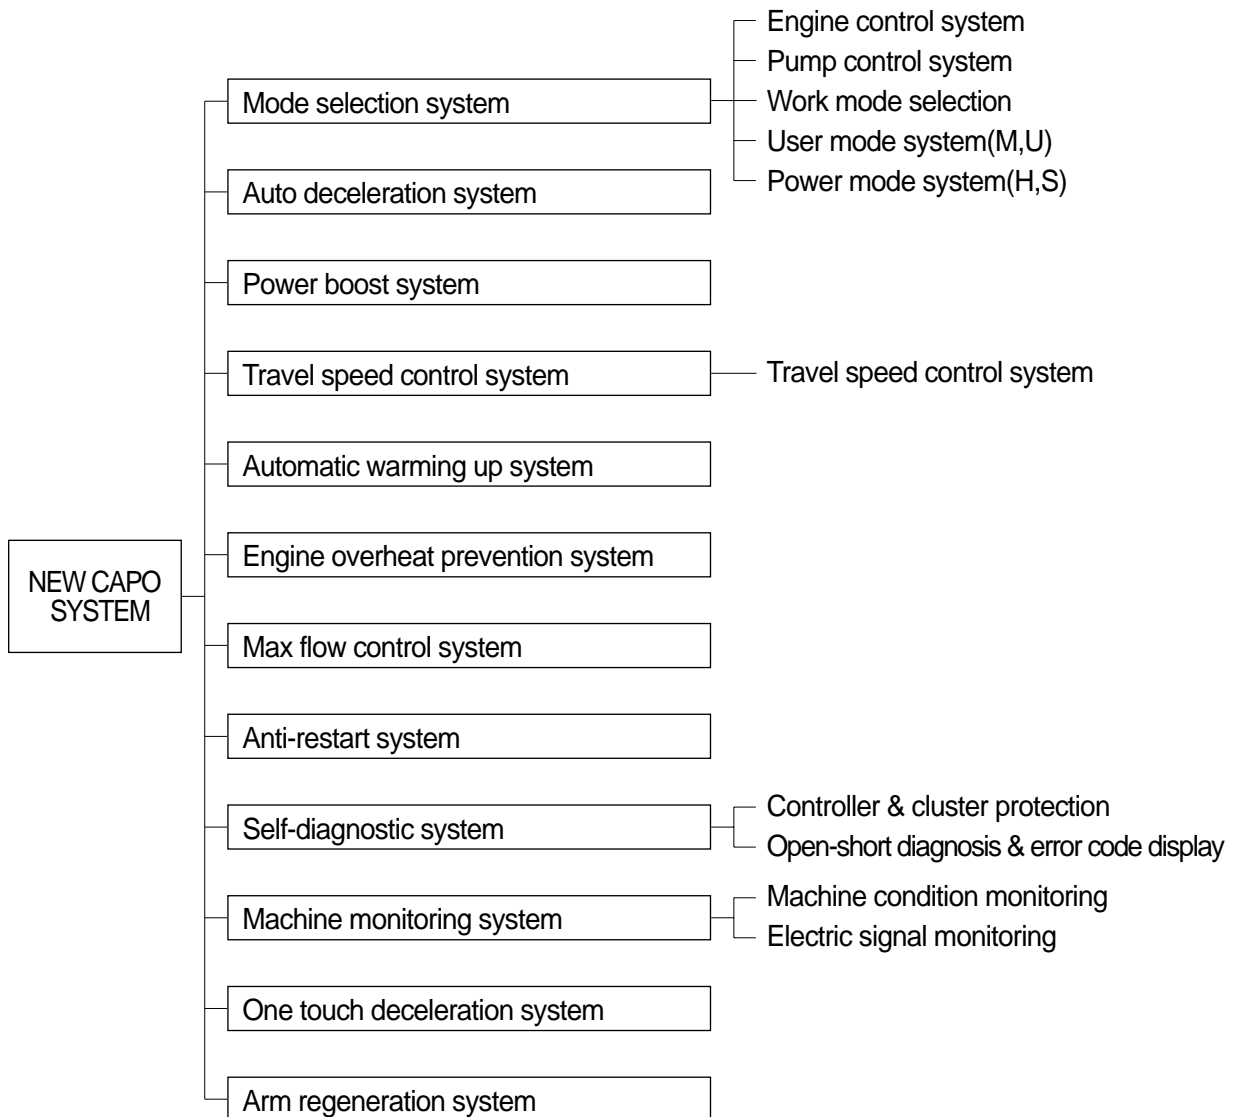 Engine control system
Pump control system
Mode selection system
Work mode selection
User mode system(M,U)
Power mode system(H,S)
Auto deceleration system
Power boost system
Travel speed control system
Travel speed control system
Automatic warming up system
Engine overheat prevention system
NEW CAPO
SYSTEM
Max flow control system
Anti-restart system
Self-diagnostic system
Controller & cluster protection
Open-short diagnosis & error code display
Machine monitoring system
Machine condition monitoring
Electric signal monitoring
One touch deceleration system
Arm regeneration system